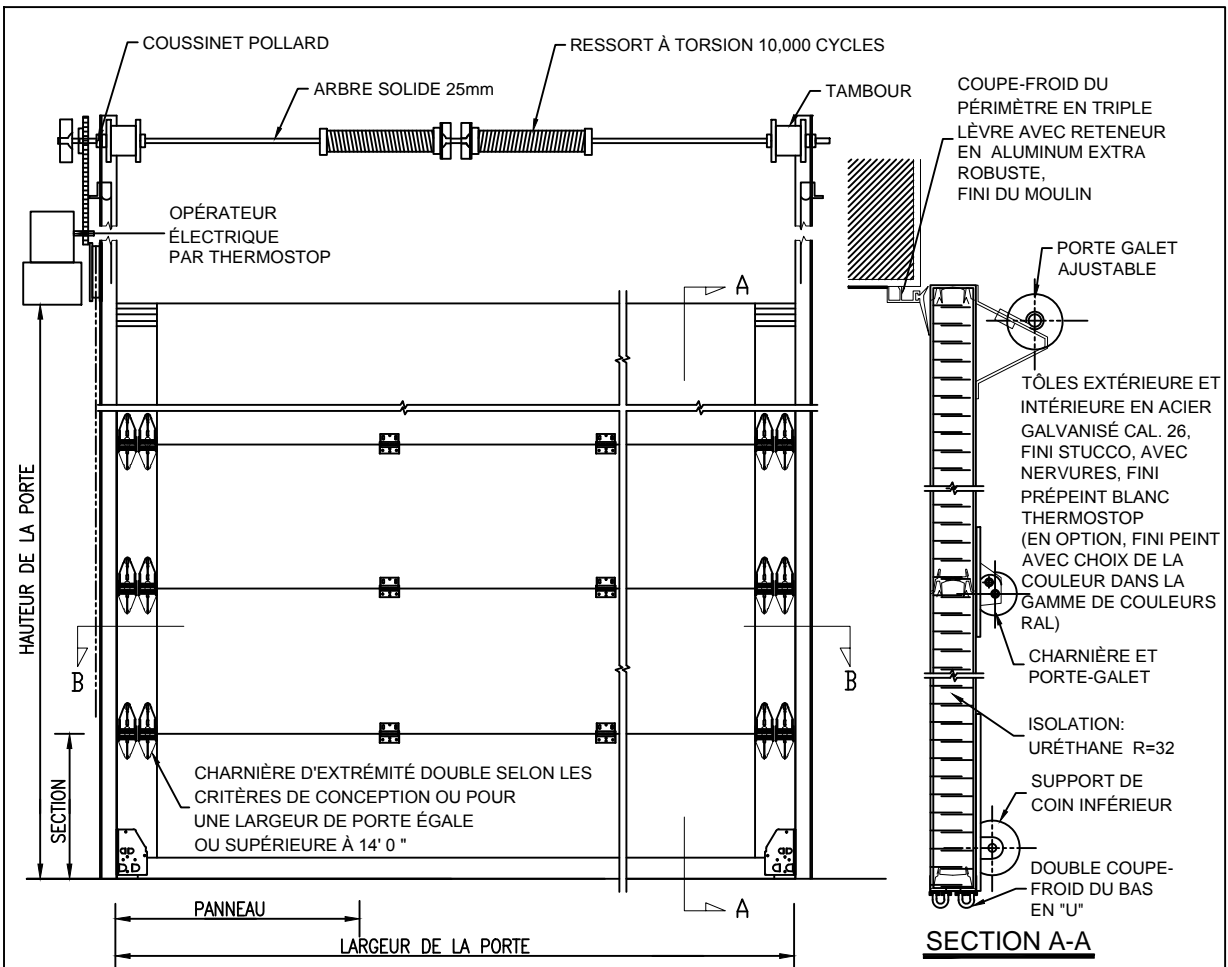 COUSSINET POLLARD
ARBRE SOLIDE 25mm
RESSORT À TORSION 10,000 CYCLES
TAMBOUR
COUPE-FROID DU
PÉRIMÈTRE EN TRIPLE
LÈVRE AVEC RETENEUR
EN ALUMINUM EXTRA
ROBUSTE,
FINI DU MOULIN
OPÉRATEUR
ÉLECTRIQUE
PAR THERMOSTOP
A
PORTE GALET
AJUSTABLE
TÔLES EXTÉRIEURE ET
INTÉRIEURE EN ACIER
GALVANISÉ CAL. 26,
FINI STUCCO, AVEC
NERVURES, FINI
PRÉPEINT BLANC
THERMOSTOP
(EN OPTION, FINI PEINT
AVEC CHOIX DE LA
COULEUR DANS LA
GAMME DE COULEURS
RAL)
HAUTEUR DE LA PORTE
B
B
CHARNIÈRE ET
PORTE-GALET
ISOLATION:
URÉTHANE R=32
SECTION
CHARNIÈRE D'EXTRÉMITÉ DOUBLE SELON LES
CRITÈRES DE CONCEPTION OU POUR
UNE LARGEUR DE PORTE ÉGALE
OU SUPÉRIEURE À 14' 0 "
SUPPORT DE
COIN INFÉRIEUR
DOUBLE COUPE-
FROID DU BAS
EN "U"
A
PANNEAU
LARGEUR DE LA PORTE
SECTION A-A